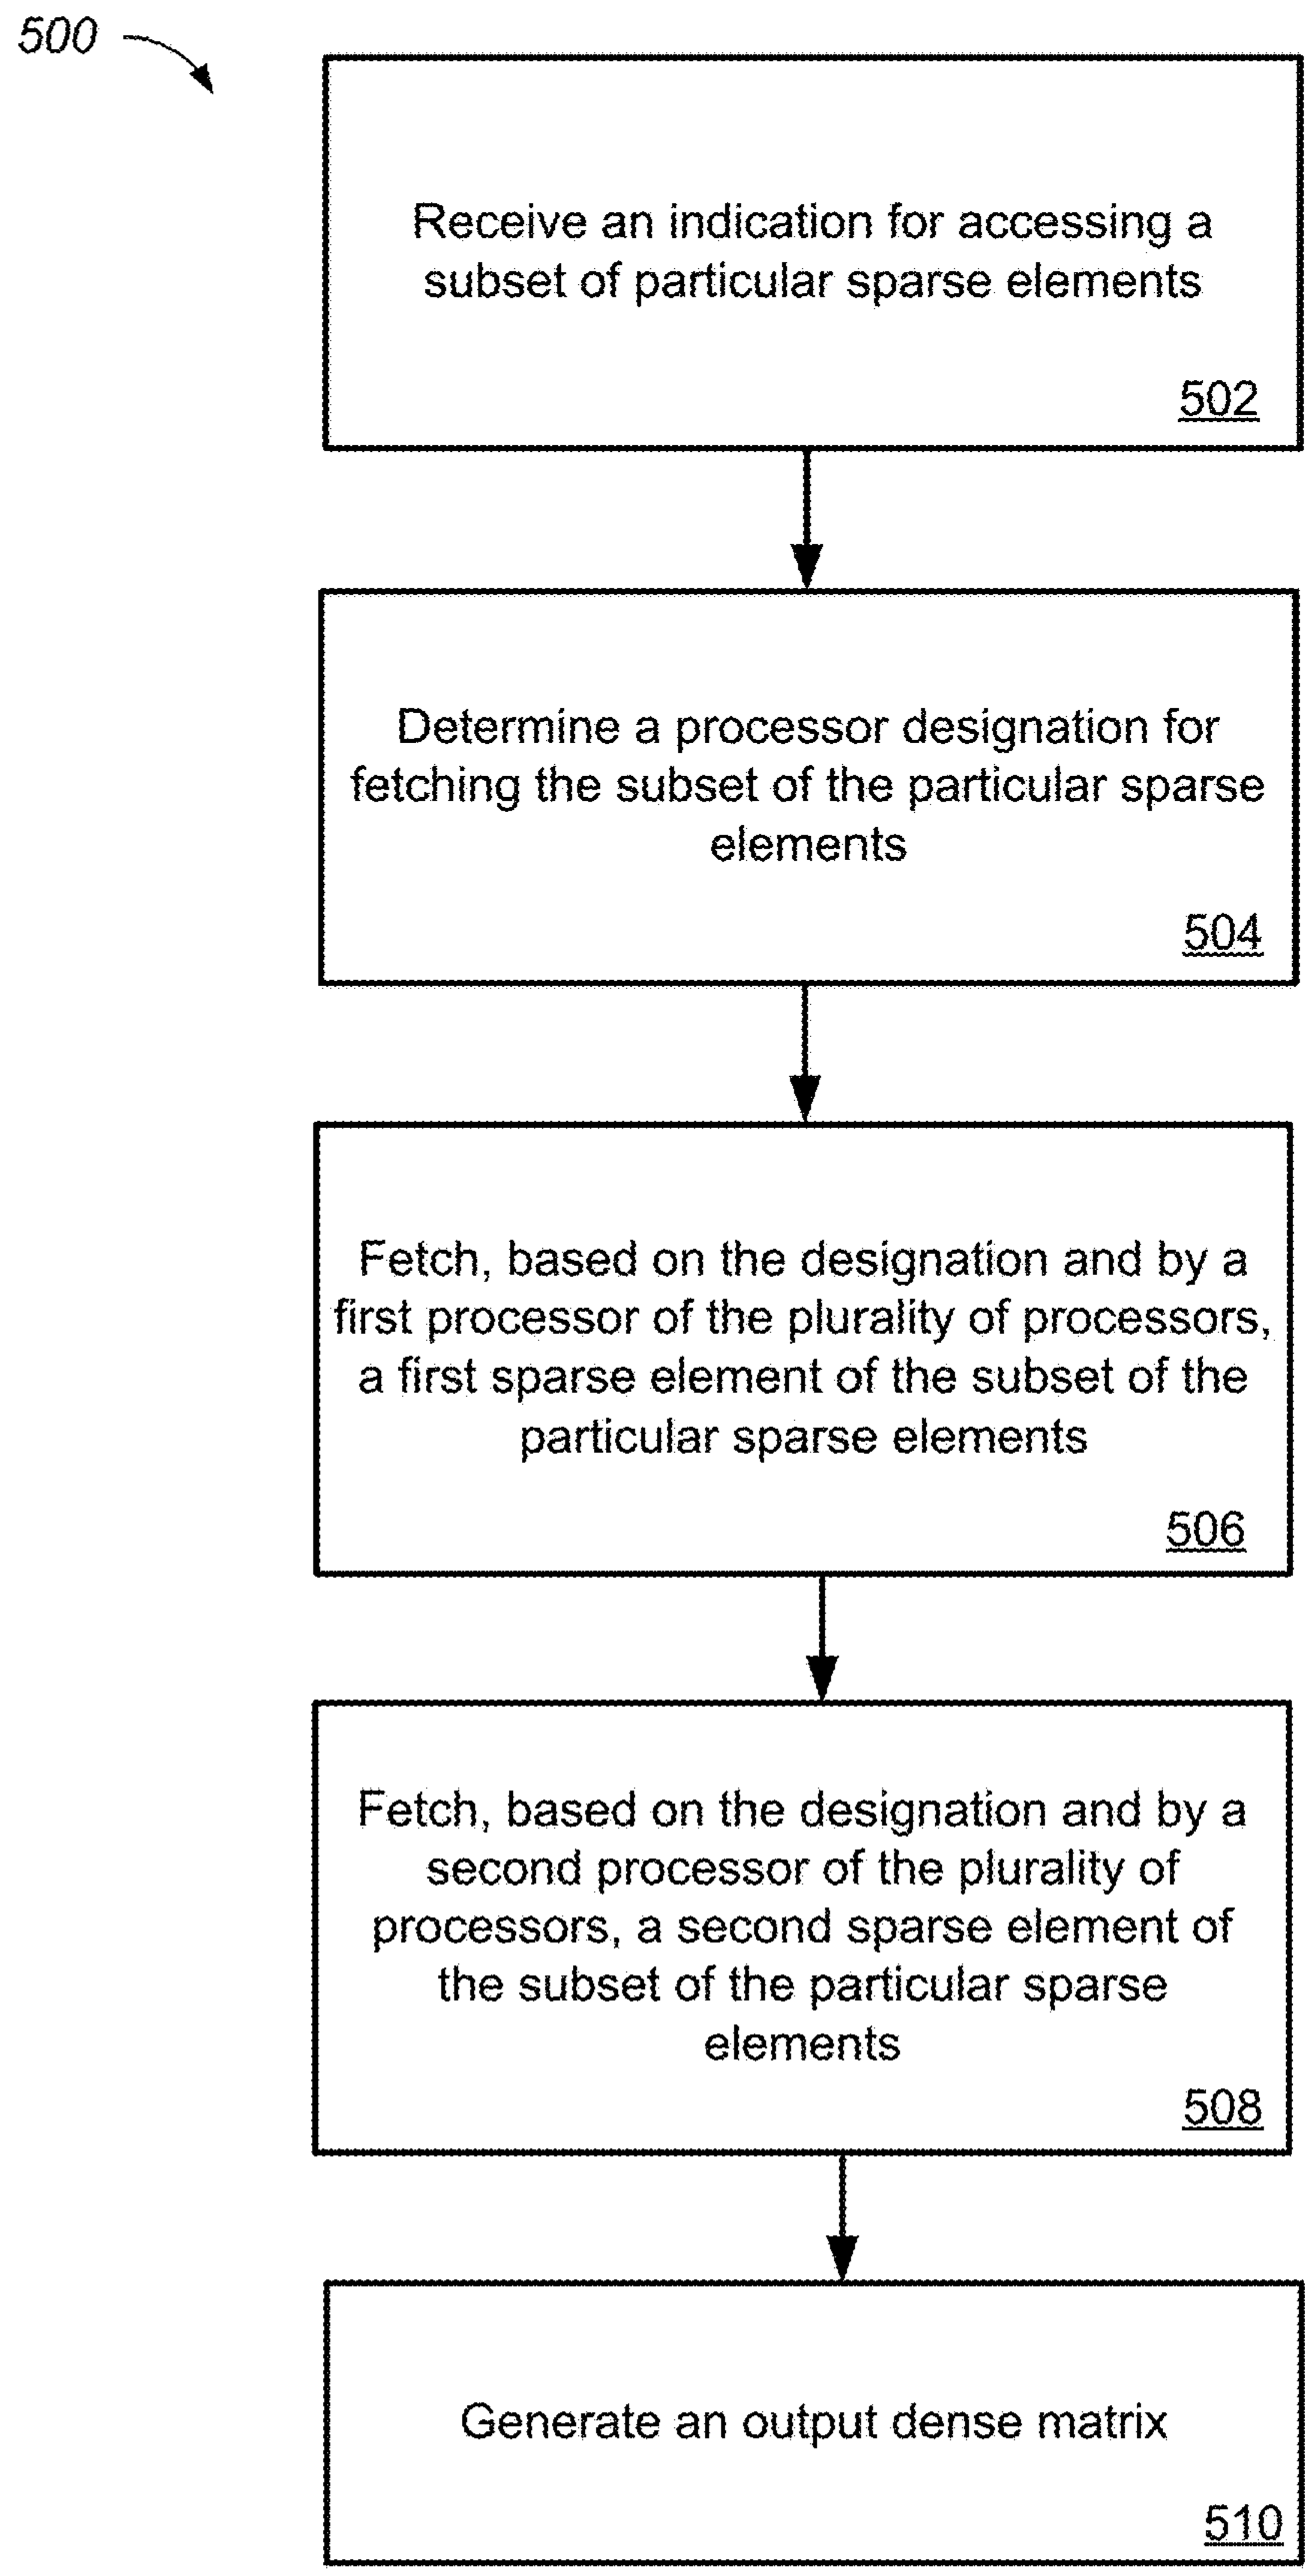 500
Receive an indication for accessing a
subset of particular sparse elements
502
Determine a processor designation for
fetching the subset of the particular sparse
elements
504
Fetch, based on the designation and by a
first processor of the plurality of processors,
a first sparse element of the subset of the
particular sparse elements
506
Fetch, based on the designation and by a
second processor of the plurality of
processors, a second sparse element of
the subset of the particular sparse
elements
508
Generate an output dense matrix
510